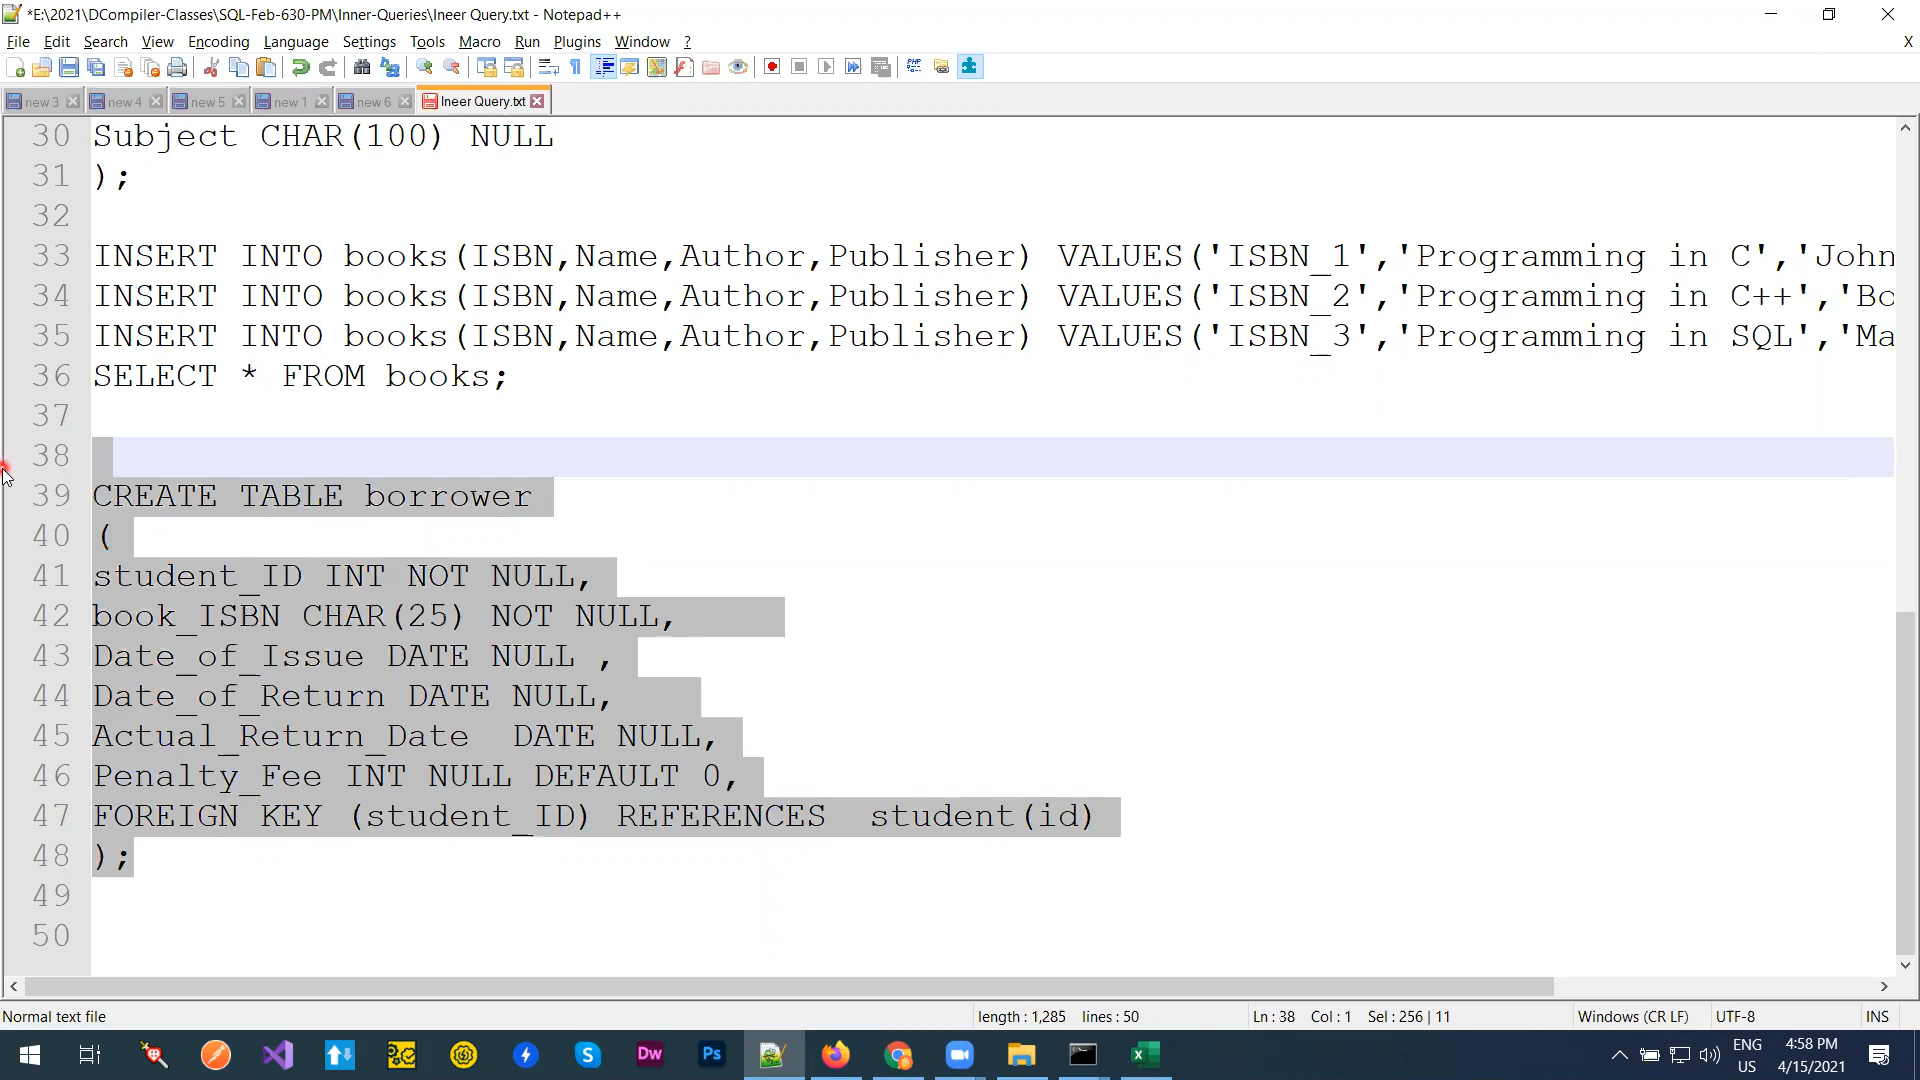 *E:\2021\DCompiler-Classes\SQL-Feb-630-PM\Inner-Queries\Ineer Query.txt - Notepad++
File Edit Search View Encoding Language Settings Tools Macro Run Plugins Window ? X
new 3 new 4 new 5 new 1 new 6 Ineer Query.txt
30 Subject CHAR(100) NULL
31 );
32
33 INSERT INTO books(ISBN,Name,Author,Publisher) VALUES('ISBN_1','Programming in C','John
34 INSERT INTO books(ISBN,Name,Author,Publisher) VALUES('ISBN_2','Programming in C++','Bo
35 INSERT INTO books(ISBN,Name,Author,Publisher) VALUES('ISBN_3','Programming in SQL','Ma
36 SELECT * FROM books;
37
38
39 CREATE TABLE borrower
40 (
41 student_ID INT NOT NULL,
42 book_ISBN CHAR(25) NOT NULL,
43 Date_of_Issue DATE NULL ,
44 Date_of_Return DATE NULL,
45 Actual_Return_Date  DATE NULL,
46 Penalty_Fee INT NULL DEFAULT 0,
47 FOREIGN KEY (student_ID) REFERENCES  student(id)
48 );
49
50
Normal text file length : 1,285 lines : 50 Ln : 38 Col : 1 Sel : 256 | 11 Windows (CR LF) UTF-8 INS
Dw Ps ENG 4:58 PM
US 4/15/2021